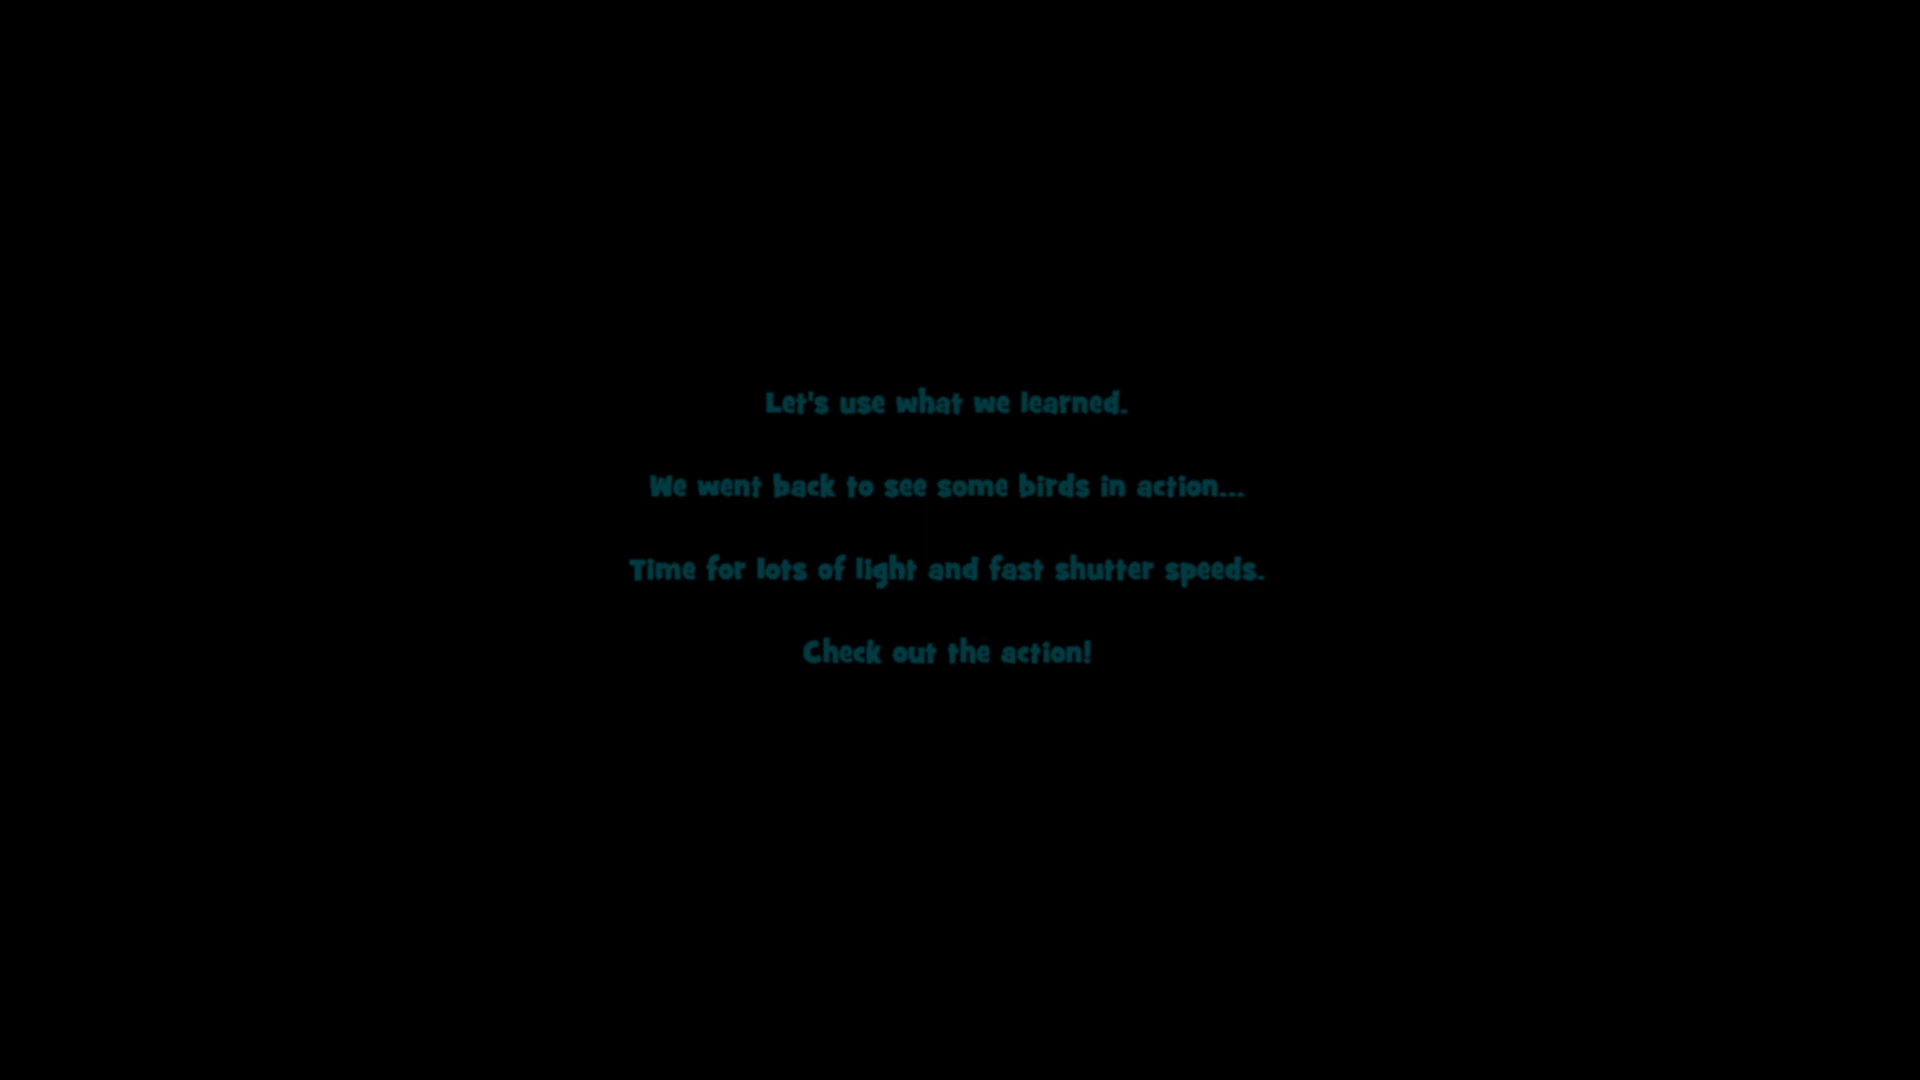 Let's use what we learned.
We went back to see some birds in action...
Time for lots of light and fast shutter speeds.
Check out the action!